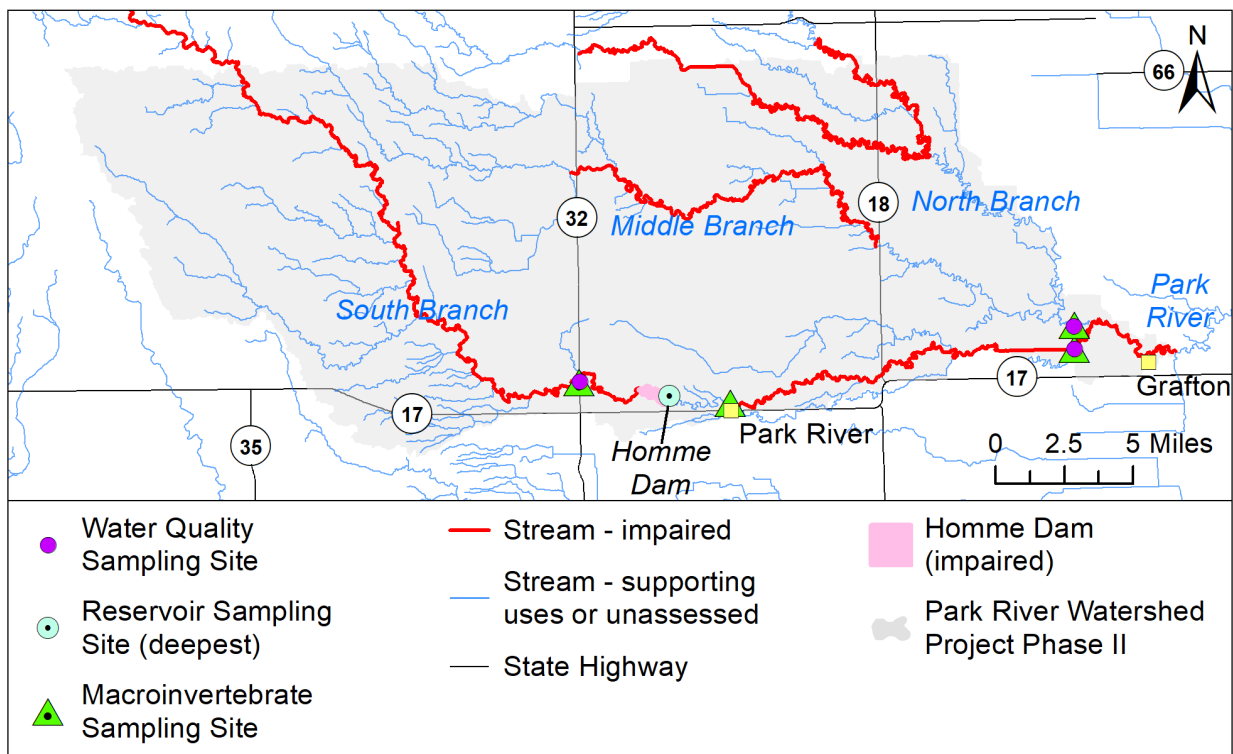 N
66
32
18
North Branch
Middle Branch
South Branch
Park
River
17
Grafton
17
35
Park River
Homme
Dam
0 2.5 5 Miles
Water Quality
Sampling Site
Reservoir Sampling
Site (deepest)
Macroinvertebrate
Sampling Site
Stream - impaired
Stream - supporting
uses or unassessed
State Highway
Homme Dam
(impaired)
Park River Watershed
Project Phase II